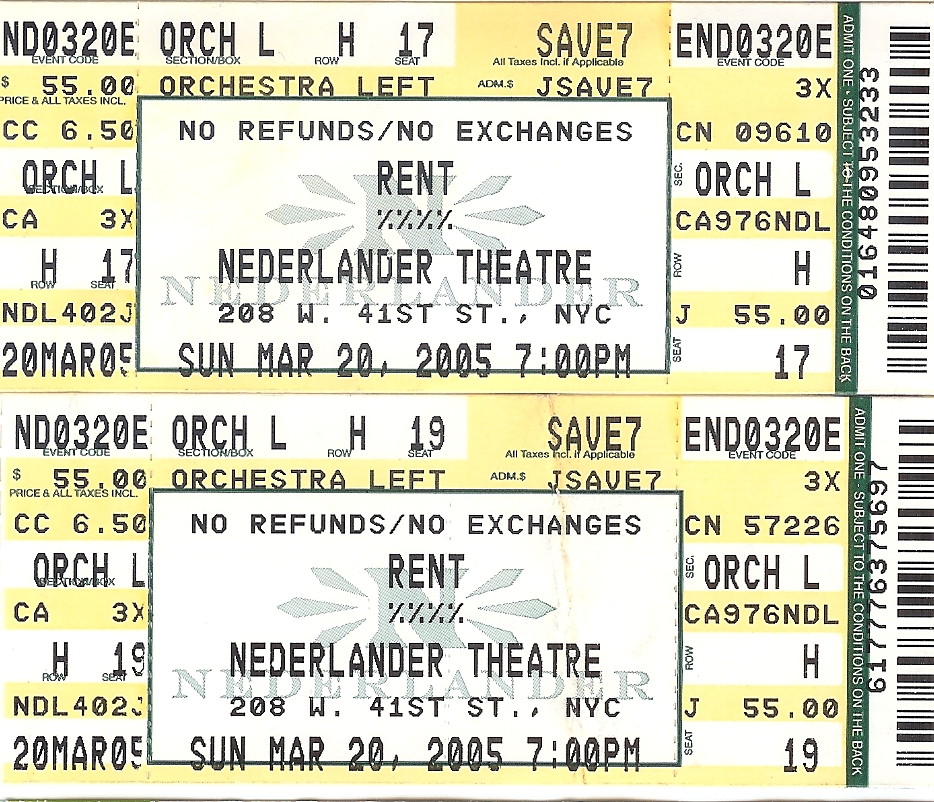 ND0320E ORCH L H 17 SAVE7 END0320E
EVENT CODE SECTION/BOX ROW SEAT All Taxes Incl. if Applicable EVENT CODE
$ 55.00 ORCHESTRA LEFT ADM.$ JSAVE7 3X
PRICE & ALL TAXES INCL.
CC 6.50 NO REFUNDS/NO EXCHANGES CN 09610
ORCH L RENT SEC. ORCH L
SECTION/BOX
CA 3X %%%% CA976NDL
H 17 NEDERLANDER THEATRE ROW H
ROW SEAT NEDERLANDER
NDL402J 208 W. 41ST ST., NYC J 55.00
20MAR05 SUN MAR 20, 2005 7:00PM SEAT 17
ADMIT ONE · SUBJECT TO THE CONDITIONS ON THE BACK
016480953233
ND0320E ORCH L H 19 SAVE7 END0320E
EVENT CODE SECTION/BOX ROW SEAT All Taxes Incl. if Applicable EVENT CODE
$ 55.00 ORCHESTRA LEFT ADM.$ JSAVE7 3X
PRICE & ALL TAXES INCL.
CC 6.50 NO REFUNDS/NO EXCHANGES CN 57226
ORCH L RENT SEC. ORCH L
SECTION/BOX
CA 3X %%%% CA976NDL
H 19 NEDERLANDER THEATRE ROW H
ROW SEAT NEDERLANDER
NDL402J 208 W. 41ST ST., NYC J 55.00
20MAR05 SUN MAR 20, 2005 7:00PM SEAT 19
ADMIT ONE · SUBJECT TO THE CONDITIONS ON THE BACK
617776375697